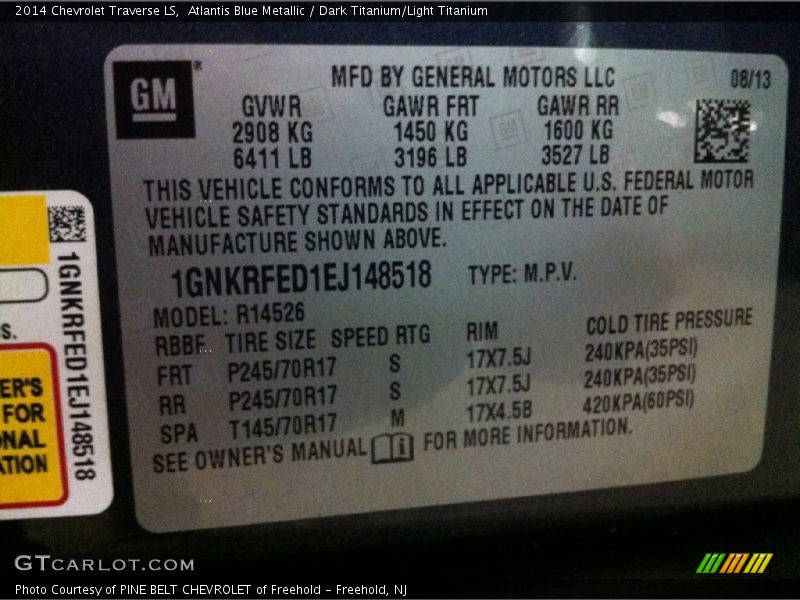 2014 Chevrolet Traverse LS, Atlantis Blue Metallic / Dark Titanium/Light Titanium
GM®
MFD BY GENERAL MOTORS LLC 08/13
GVWR GAWR FRT GAWR RR
2908 KG 1450 KG 1600 KG
6411 LB 3196 LB 3527 LB
THIS VEHICLE CONFORMS TO ALL APPLICABLE U.S. FEDERAL MOTOR
VEHICLE SAFETY STANDARDS IN EFFECT ON THE DATE OF
MANUFACTURE SHOWN ABOVE.
1GNKRFED1EJ148518 TYPE: M.P.V.
MODEL: R14526
RBBF TIRE SIZE SPEED RTG RIM COLD TIRE PRESSURE
FRT P245/70R17 S 17X7.5J 240KPA(35PSI)
RR P245/70R17 S 17X7.5J 240KPA(35PSI)
SPA T145/70R17 M 17X4.5B 420KPA(60PSI)
SEE OWNER'S MANUAL i FOR MORE INFORMATION.
1GNKRFED1EJ148518
S.
ER'S
FOR
NAL
ATION
GTCARLOT.COM
Photo Courtesy of PINE BELT CHEVROLET of Freehold - Freehold, NJ